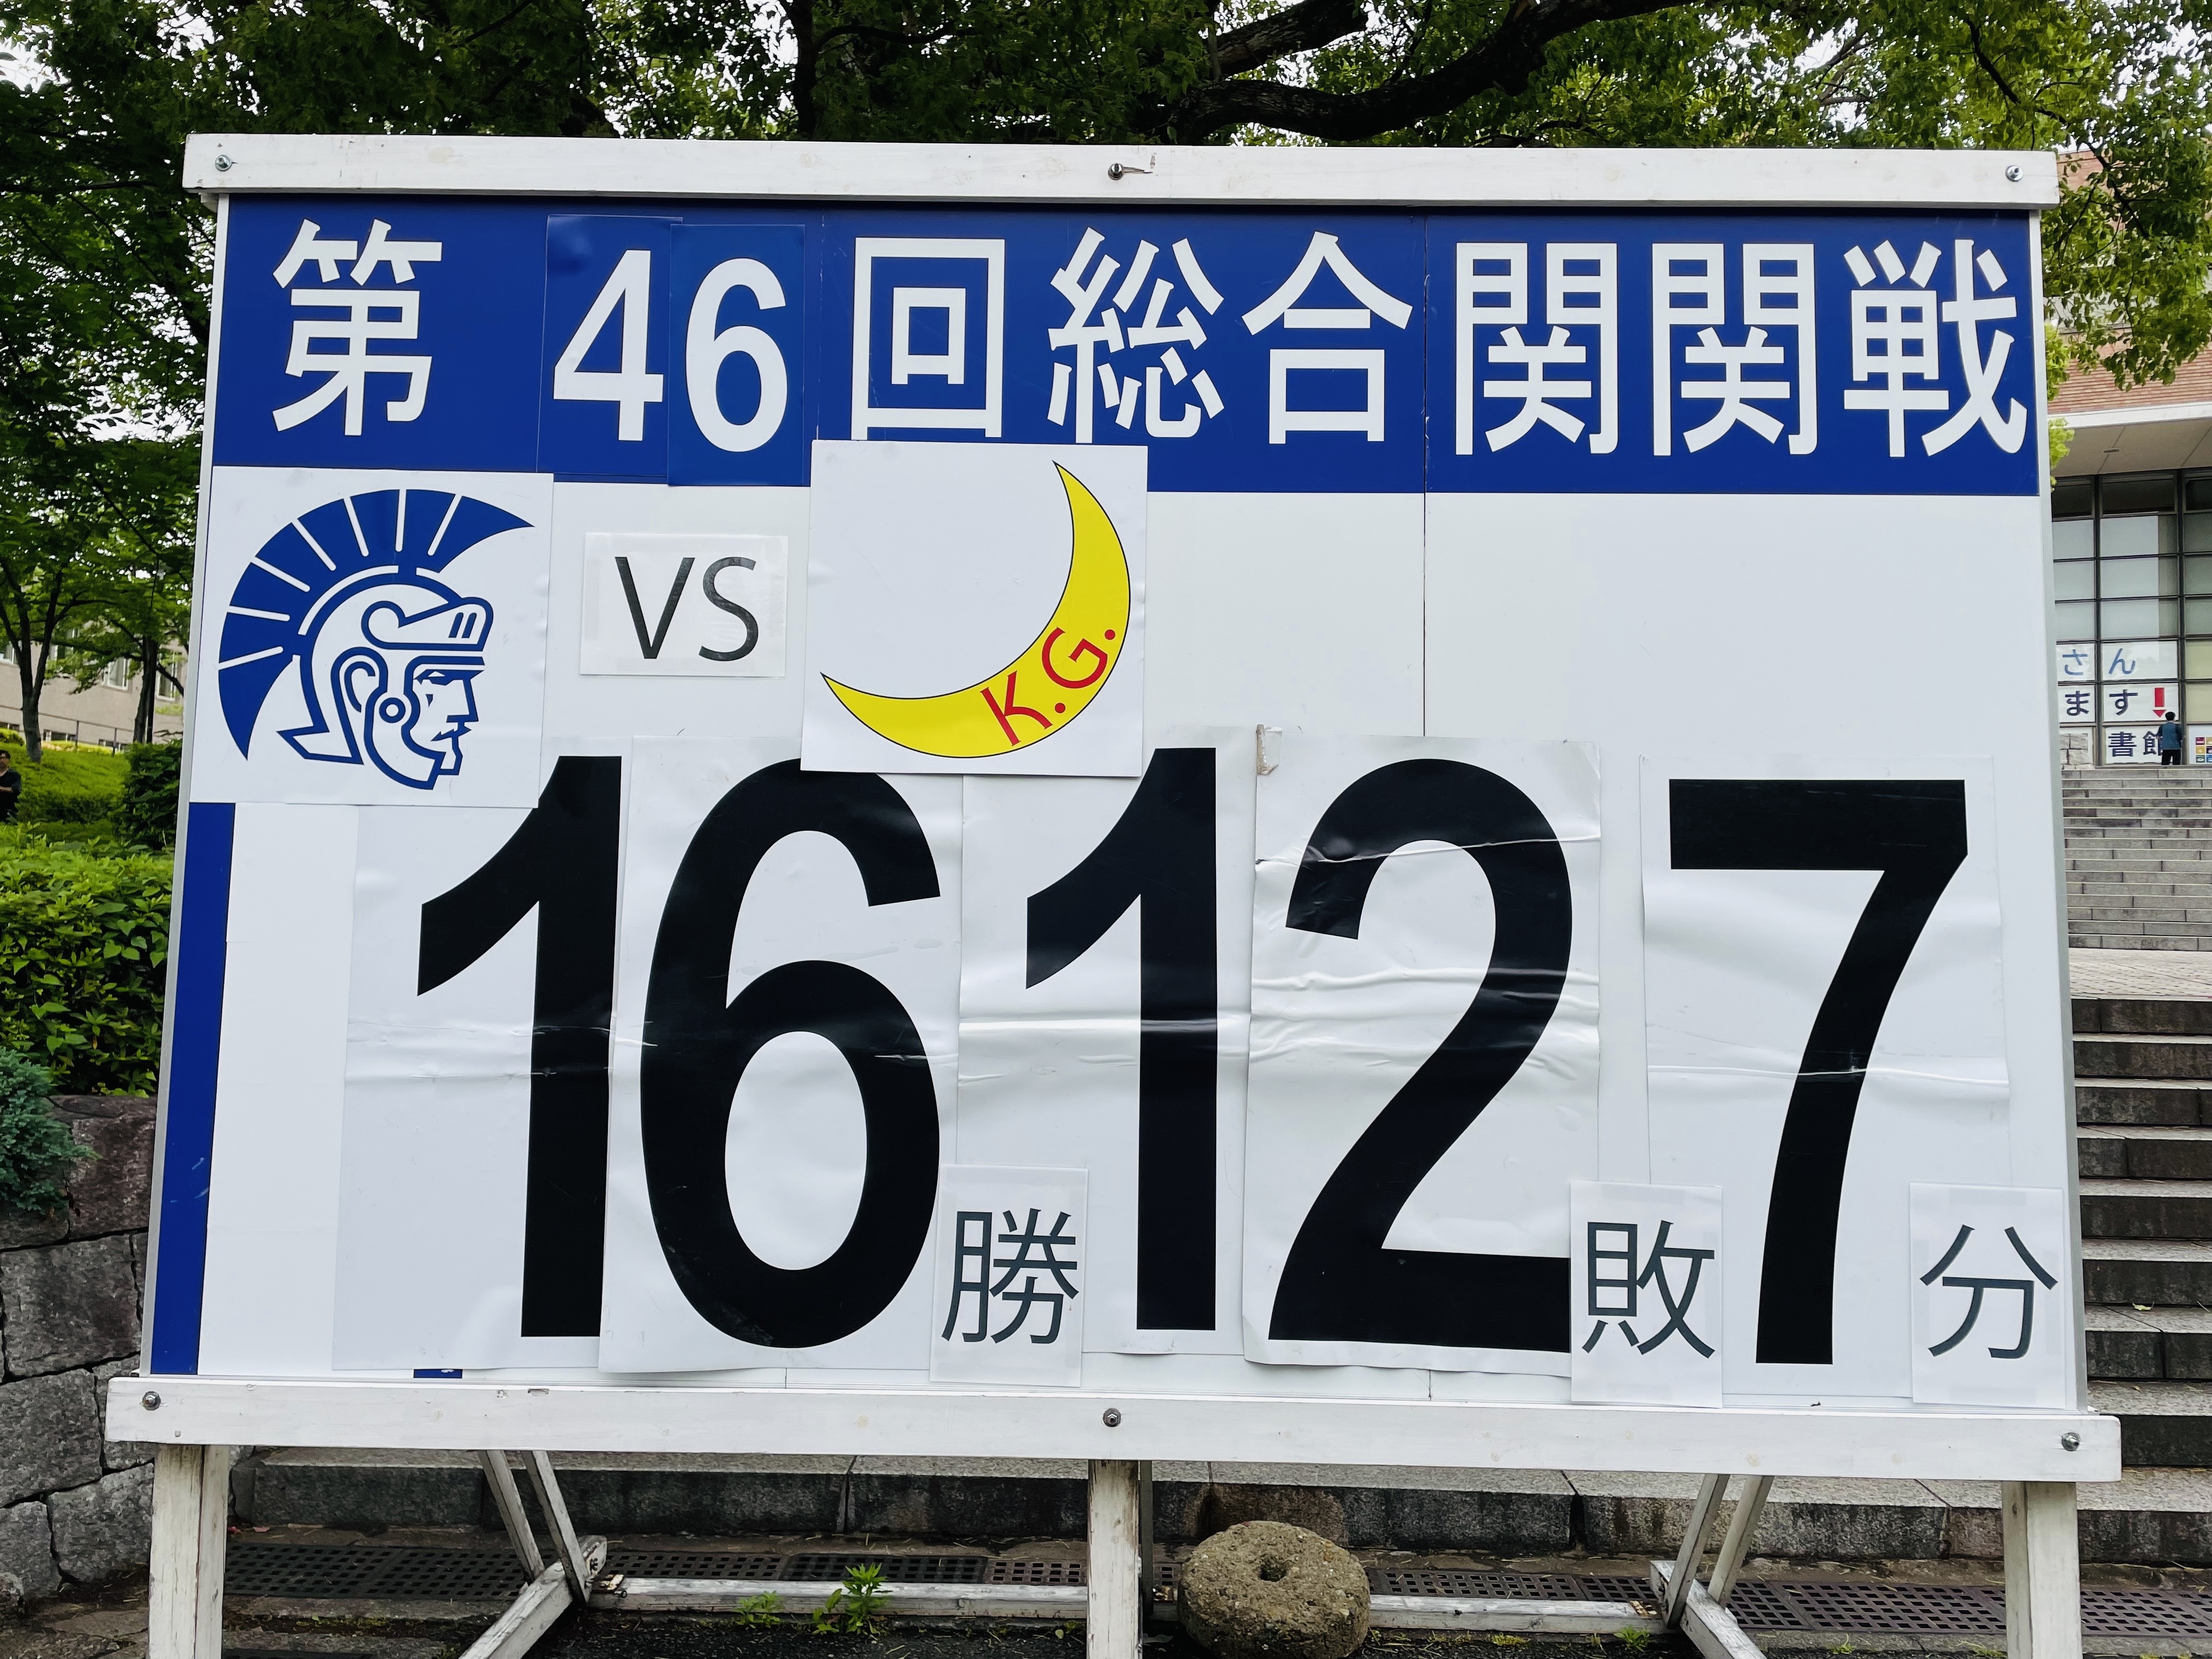 第46回総合関関戦
VS
K.G.
16勝12敗7分
さん
ます
書館